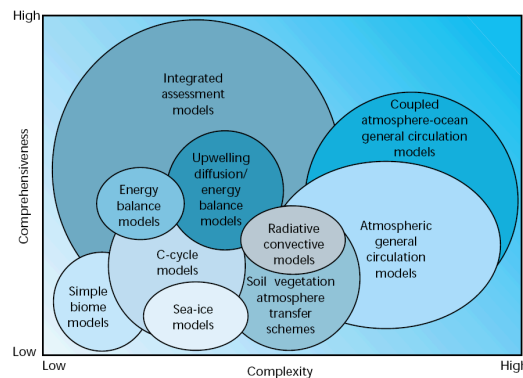 High
Integrated
assessment
models
Coupled
atmosphere-ocean
general circulation
models
Upwelling
diffusion/
energy
balance
models
Energy
balance
models
Radiative
convective
models
Atmospheric
general
circulation
models
C-cycle
models
Soil vegetation
atmosphere
transfer
schemes
Simple
biome
models
Sea-ice
models
Comprehensiveness
Low
Low
Complexity
High